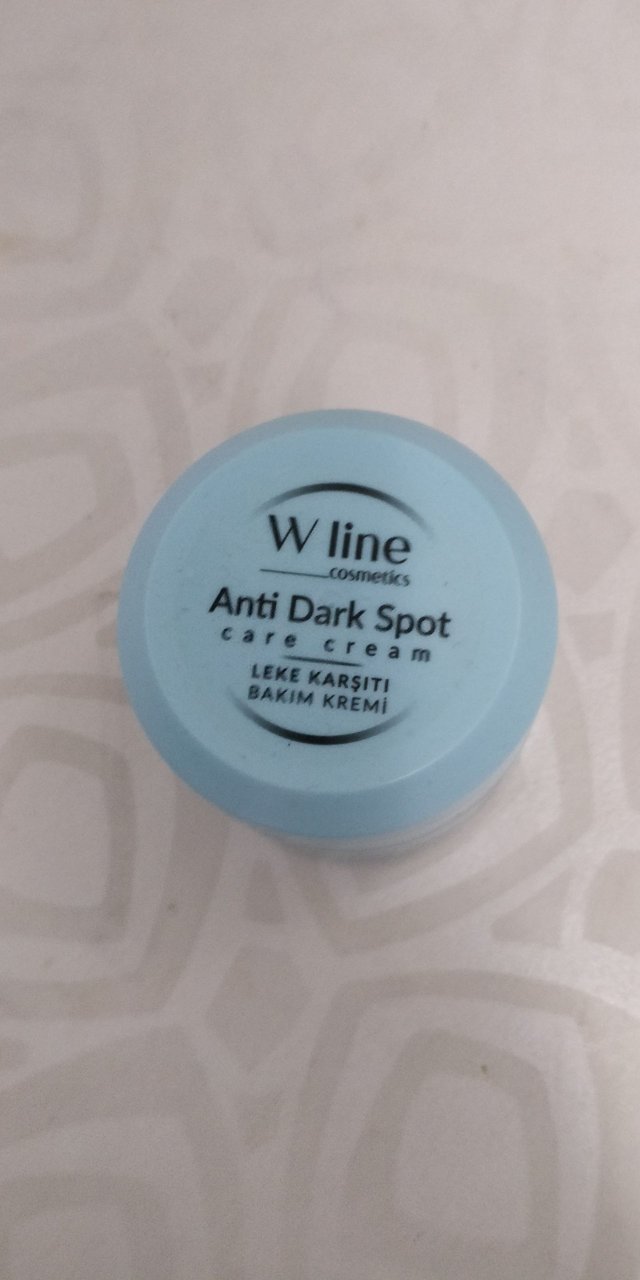 W line
cosmetics
Anti Dark Spot
care cream
LEKE KARŞITI
BAKIM KREMİ